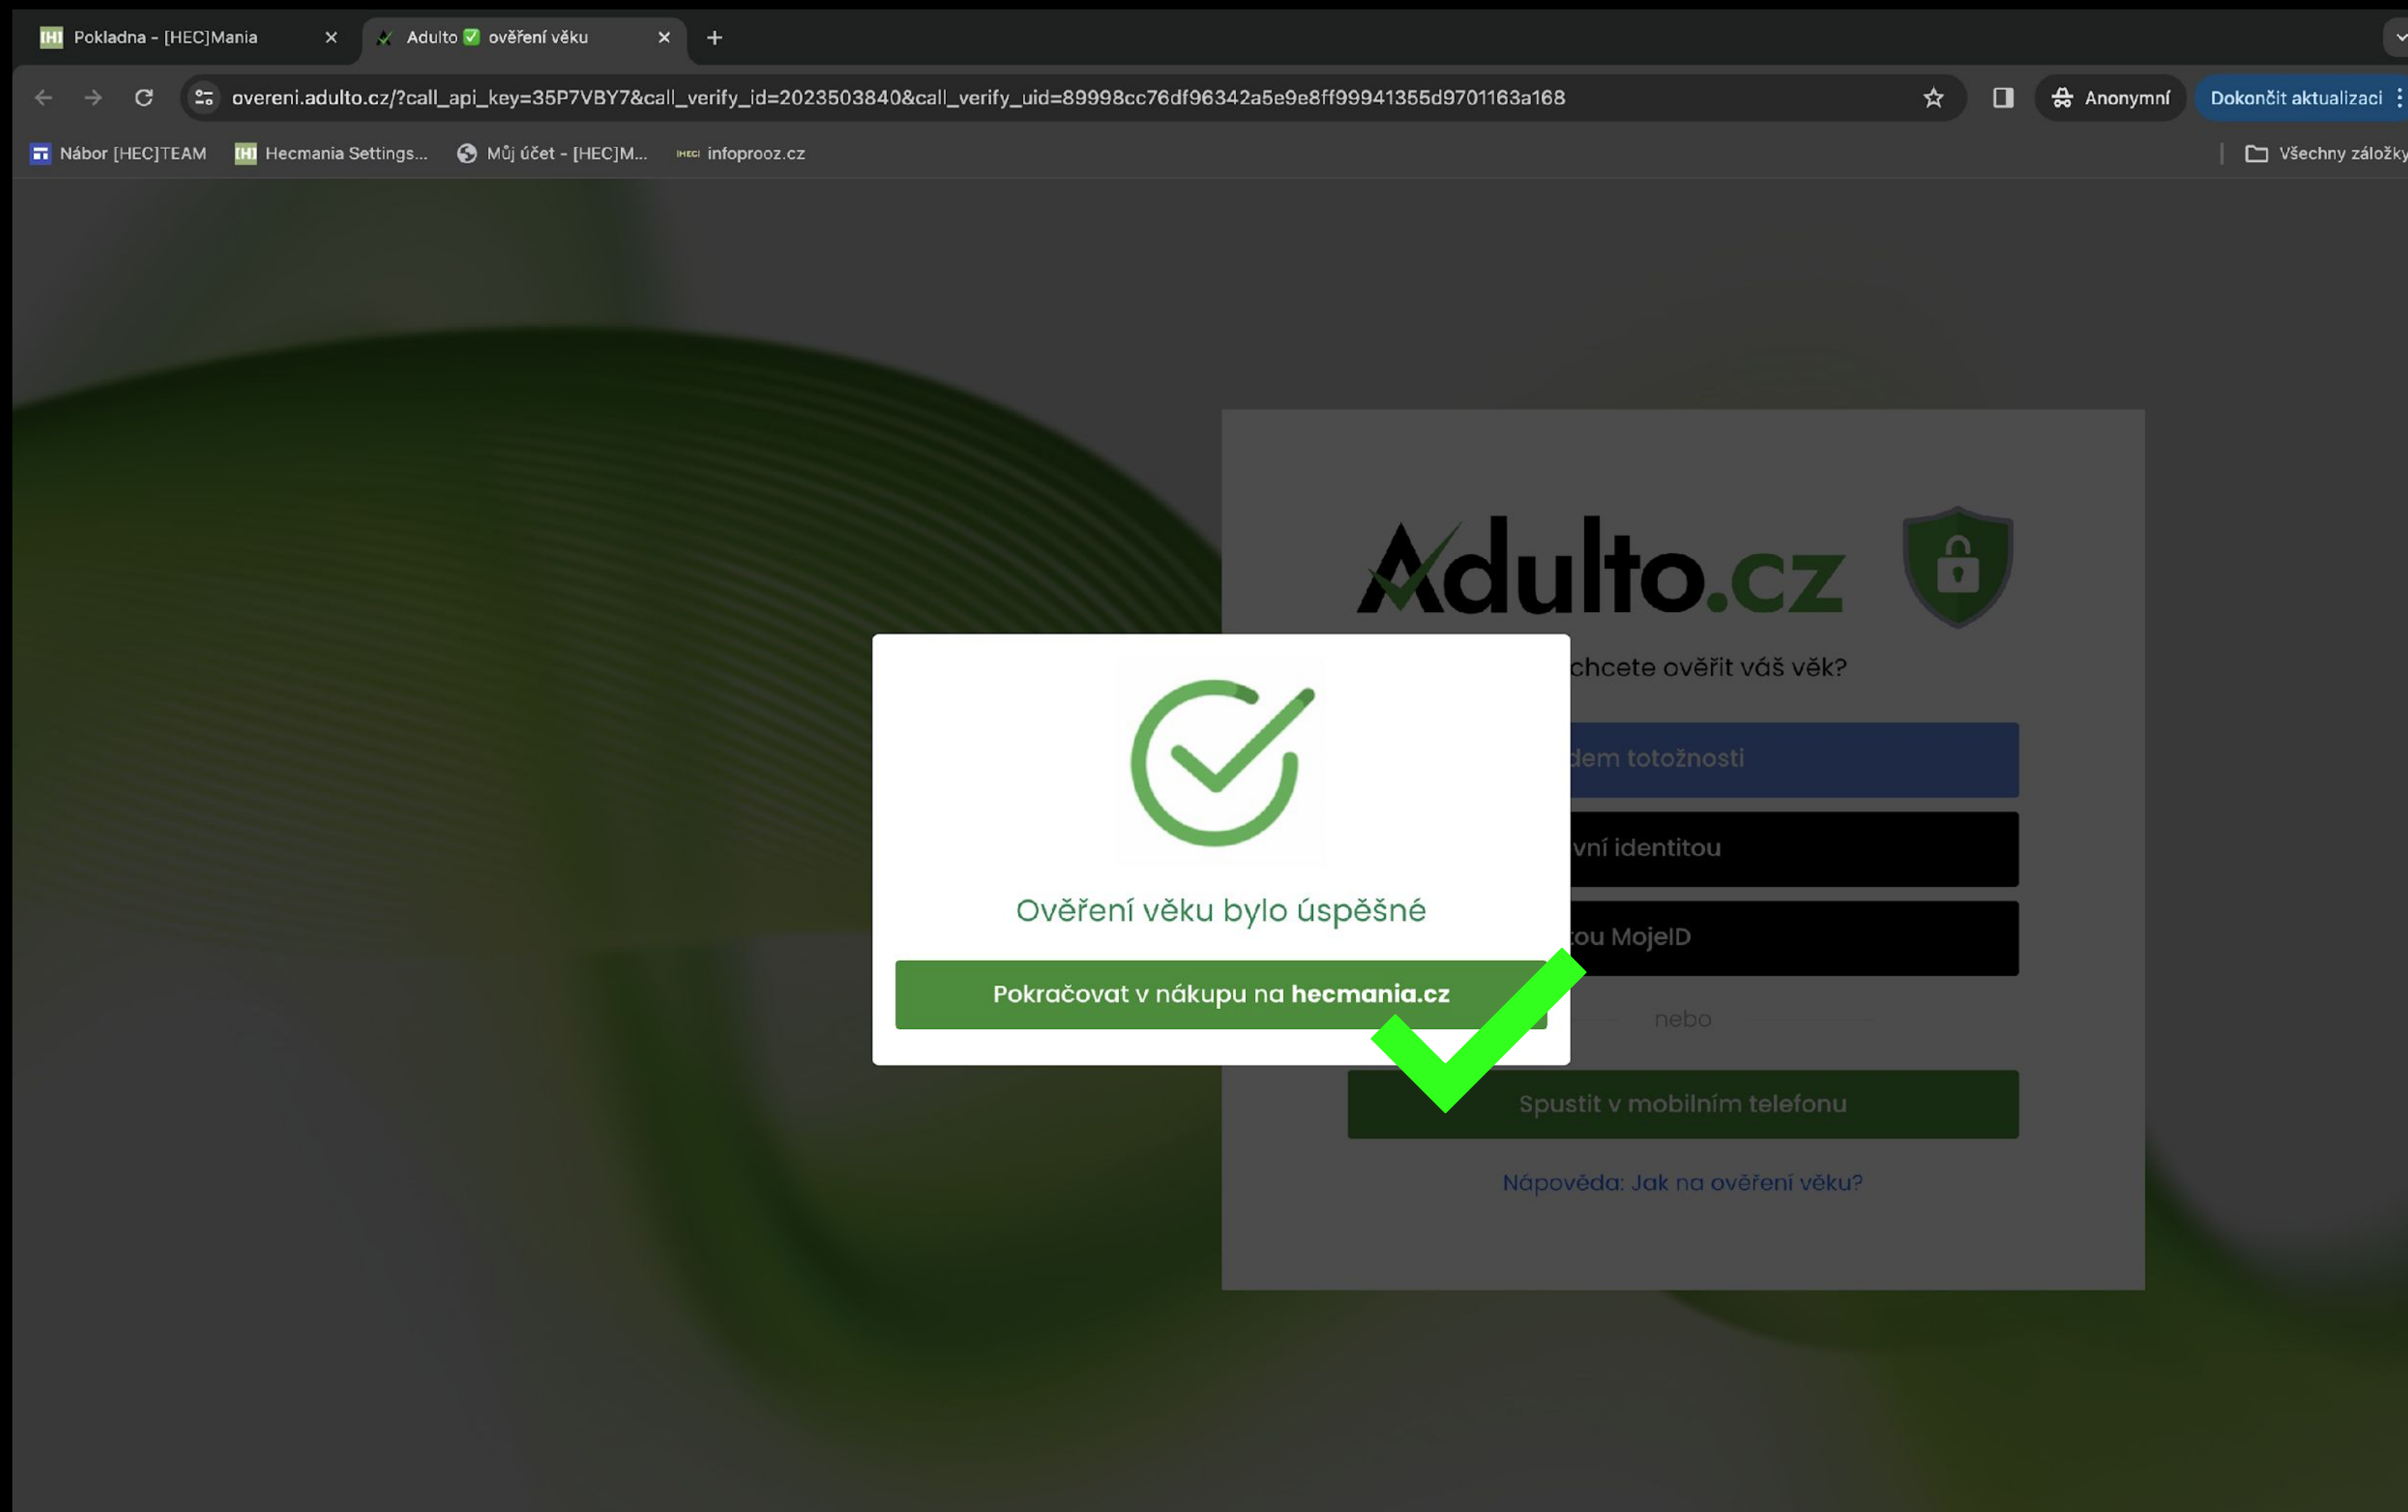 Pokladna - [HEC]Mania
Adulto ✅ ověření věku
overeni.adulto.cz/?call_api_key=35P7VBY7&call_verify_id=2023503840&call_verify_uid=89998cc76df96342a5e9e8ff99941355d9701163a168
Anonymní
Dokončit aktualizaci
Nábor [HEC]TEAM
[H] Hecmania Settings...
Můj účet - [HEC]M...
[HEC] infoprooz.cz
Všechny záložky
Adulto.cz
chcete ověřit váš věk?
dem totožnosti
vní identitou
tou MojeID
Ověření věku bylo úspěšné
Pokračovat v nákupu na hecmania.cz
nebo
Spustit v mobilním telefonu
Nápověda: Jak na ověření věku?